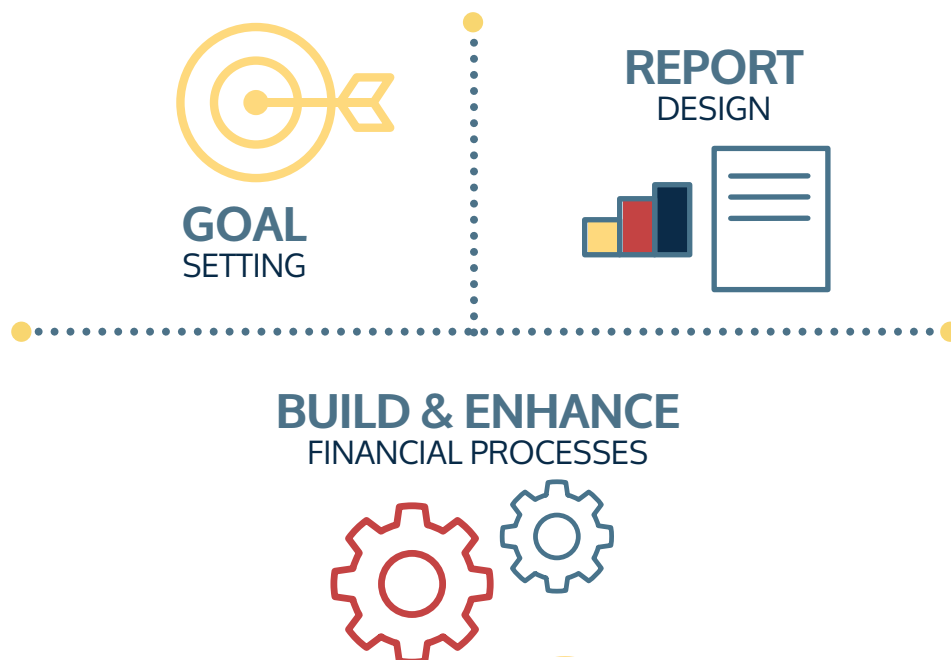 GOAL
SETTING
REPORT
DESIGN
BUILD & ENHANCE
FINANCIAL PROCESSES